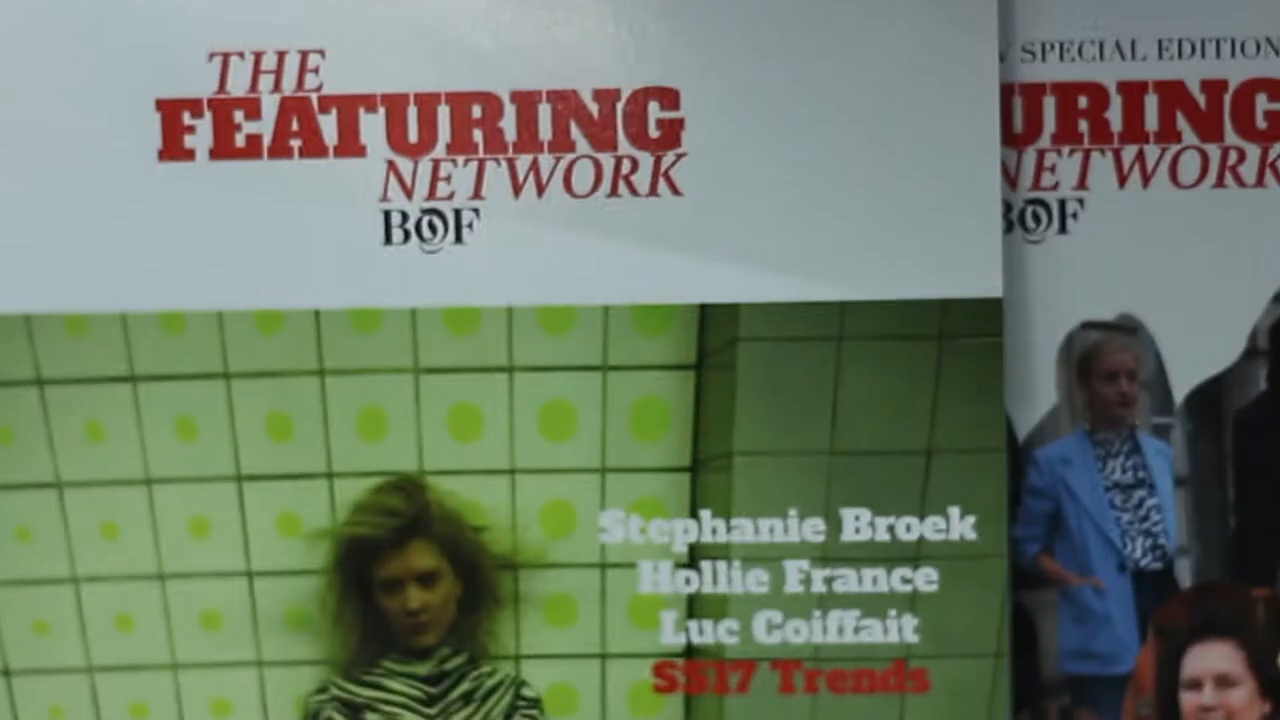 THE
FEATURING
NETWORK
BOF
Stephanie Broek
Hollie France
Luc Coiffait
SS17 Trends
SPECIAL EDITION
URING
NETWORK
BOF